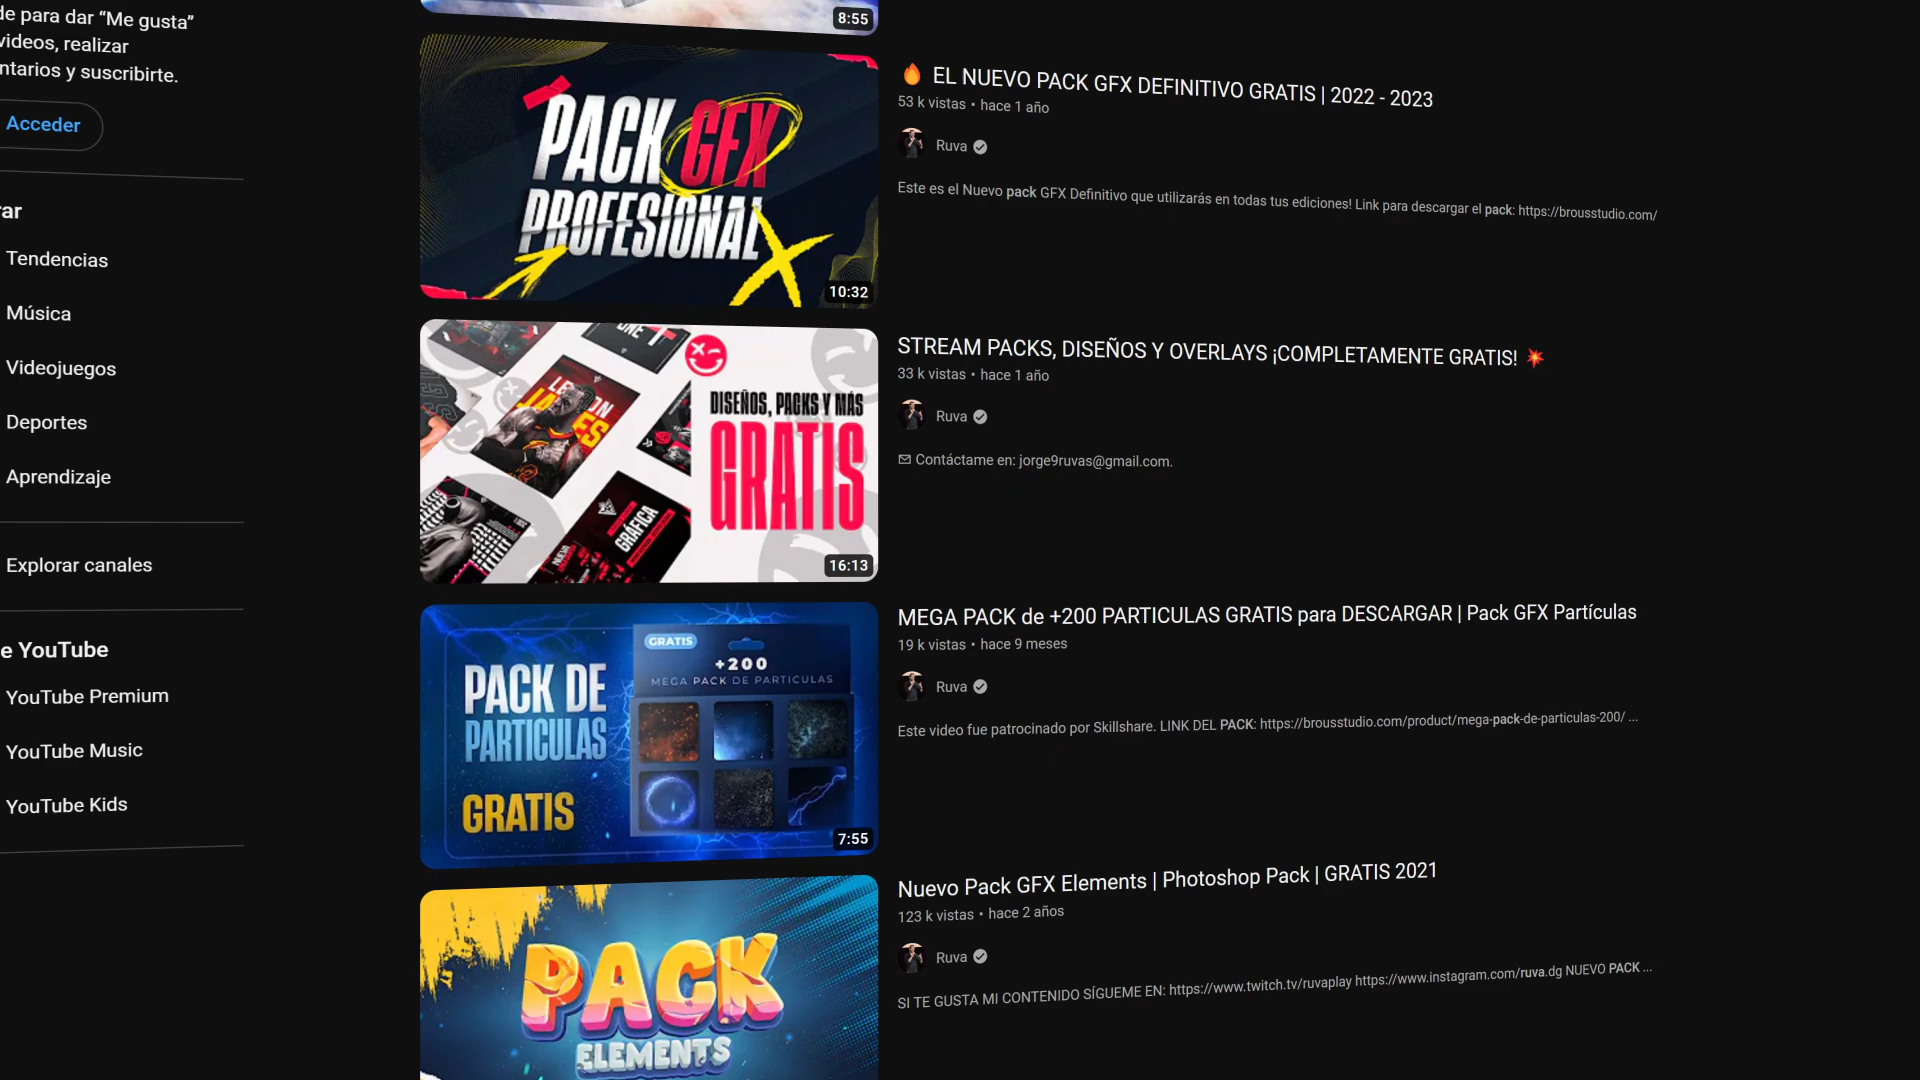 de para dar “Me gusta”
videos, realizar
ntarios y suscribirte.
Acceder
rar
Tendencias
Música
Videojuegos
Deportes
Aprendizaje
Explorar canales
e YouTube
YouTube Premium
YouTube Music
YouTube Kids
8:55
PACK GFX
PROFESIONAL
10:32
🔥 EL NUEVO PACK GFX DEFINITIVO GRATIS | 2022 - 2023
53 k vistas • hace 1 año
Ruva
Este es el Nuevo pack GFX Definitivo que utilizarás en todas tus ediciones! Link para descargar el pack: https://brousstudio.com/
DISEÑOS, PACKS Y MÁS
GRATIS
NUEVA
GRÁFICA
16:13
STREAM PACKS, DISEÑOS Y OVERLAYS ¡COMPLETAMENTE GRATIS! 💥
33 k vistas • hace 1 año
Ruva
Contáctame en: jorge9ruvas@gmail.com.
PACK DE
PARTICULAS
GRATIS
GRATIS
+200
MEGA PACK DE PARTICULAS
7:55
MEGA PACK de +200 PARTICULAS GRATIS para DESCARGAR | Pack GFX Partículas
19 k vistas • hace 9 meses
Ruva
Este video fue patrocinado por Skillshare. LINK DEL PACK: https://brousstudio.com/product/mega-pack-de-particulas-200/ ...
PACK
ELEMENTS
Nuevo Pack GFX Elements | Photoshop Pack | GRATIS 2021
123 k vistas • hace 2 años
Ruva
SI TE GUSTA MI CONTENIDO SÍGUEME EN: https://www.twitch.tv/ruvaplay https://www.instagram.com/ruva.dg NUEVO PACK ...